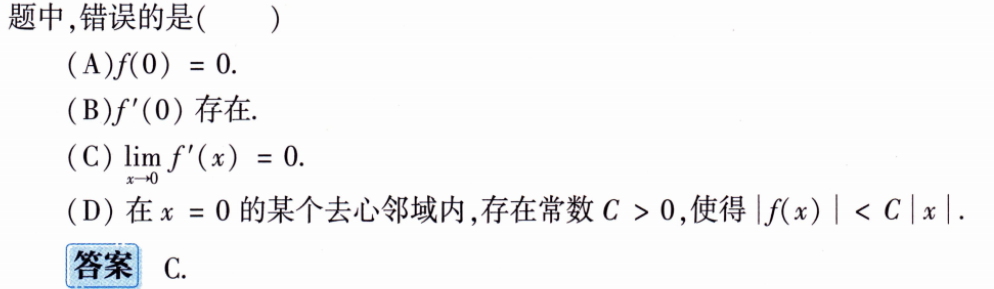 题中,错误的是(　　)
(A)f(0) = 0.
(B)f′(0) 存在.
(C) lim_{x→0} f′(x) = 0.
(D) 在 x = 0 的某个去心邻域内,存在常数 C > 0,使得|f(x)| < C|x|.
答案 C.